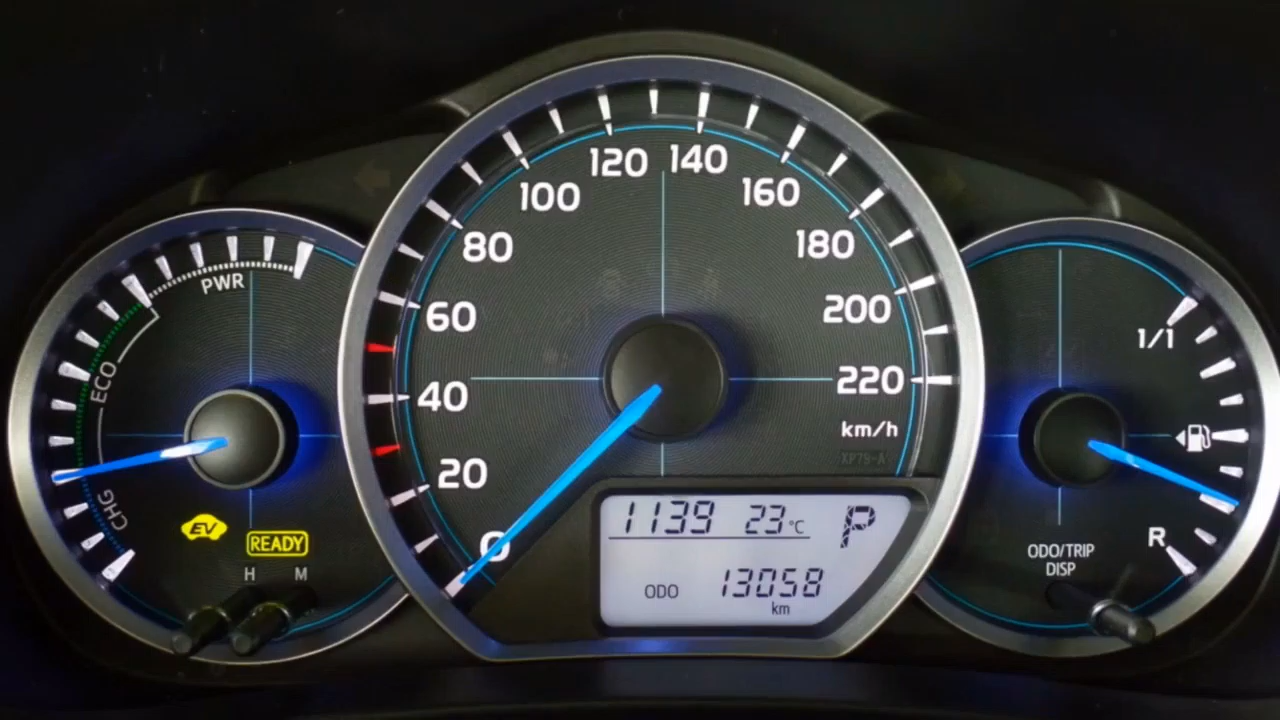 PWR
ECO
CHG
EV
READY
H M
0
20
40
60
80
100
120
140
160
180
200
220
km/h
XP7S-A
1139 23°C P
ODO 13058
km
1/1
R
ODO/TRIP
DISP